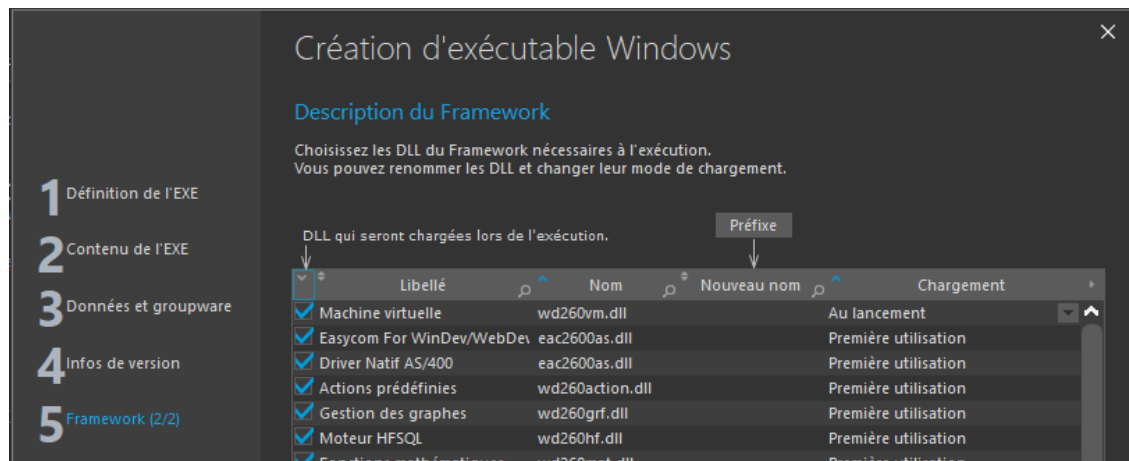 Création d'exécutable Windows
Description du Framework
Choisissez les DLL du Framework nécessaires à l'exécution.
Vous pouvez renommer les DLL et changer leur mode de chargement.
1 Définition de l'EXE
2 Contenu de l'EXE
3 Données et groupware
4 Infos de version
5 Framework (2/2)
DLL qui seront chargées lors de l'exécution.
Préfixe
Libellé Nom Nouveau nom Chargement
Machine virtuelle wd260vm.dll Au lancement
Easycom For WinDev/WebDev eac2600as.dll Première utilisation
Driver Natif AS/400 eac2600as.dll Première utilisation
Actions prédéfinies wd260action.dll Première utilisation
Gestion des graphes wd260grf.dll Première utilisation
Moteur HFSQL wd260hf.dll Première utilisation